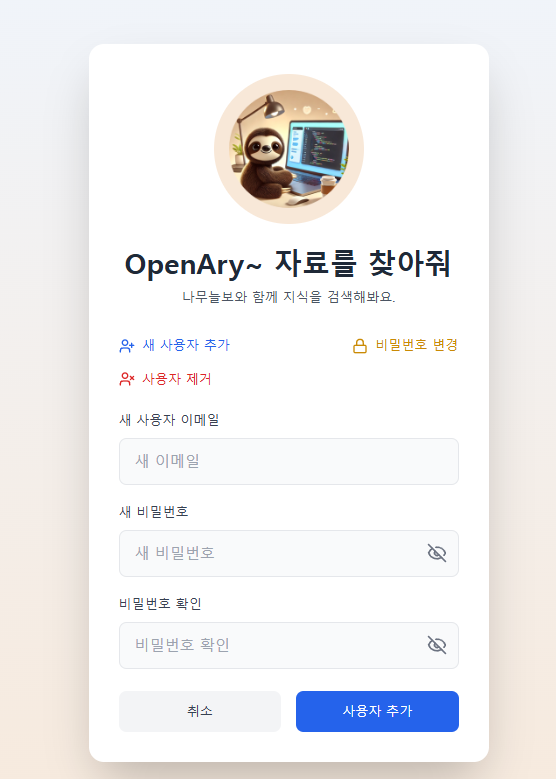 OpenAry~ 자료를 찾아줘
나무늘보와 함께 지식을 검색해봐요.
새 사용자 추가
비밀번호 변경
사용자 제거
새 사용자 이메일
새 이메일
새 비밀번호
새 비밀번호
비밀번호 확인
비밀번호 확인
취소
사용자 추가